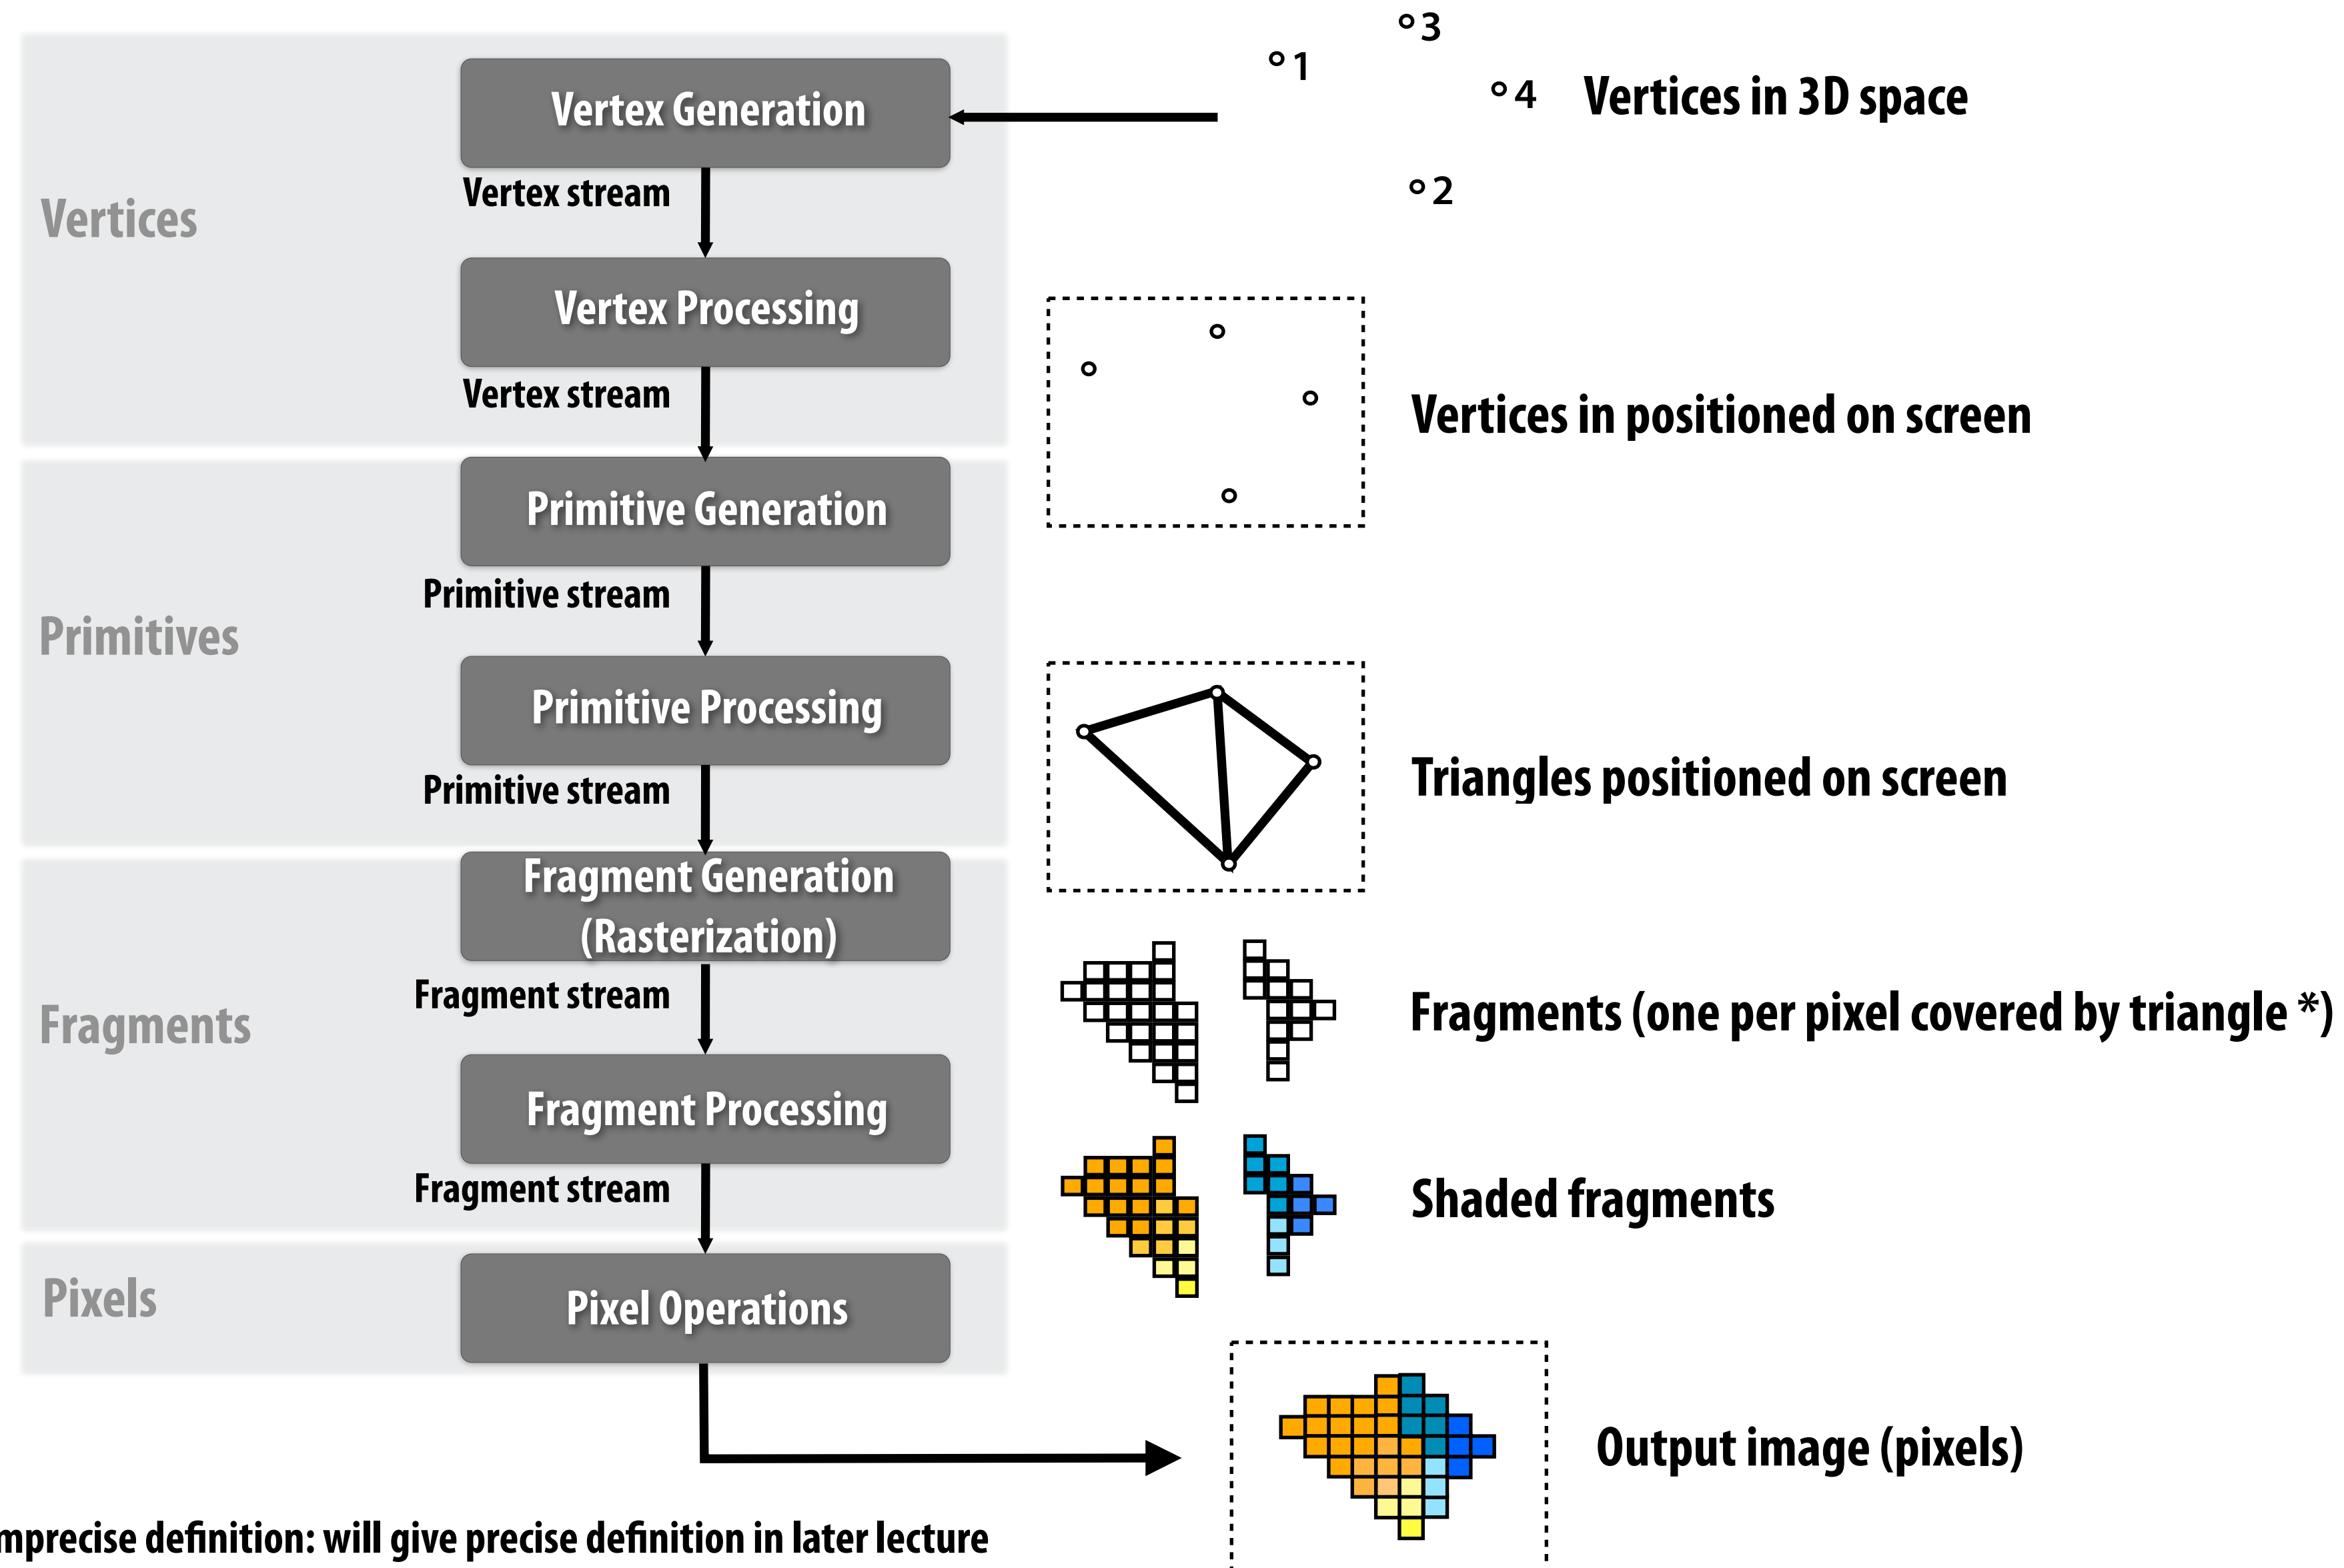 Vertices
Vertex Generation
Vertex stream
Vertex Processing
Vertex stream
Primitives
Primitive Generation
Primitive stream
Primitive Processing
Primitive stream
Fragments
Fragment Generation
(Rasterization)
Fragment stream
Fragment Processing
Fragment stream
Pixels
Pixel Operations
1
3
4
2
Vertices in 3D space
Vertices in positioned on screen
Triangles positioned on screen
Fragments (one per pixel covered by triangle *)
Shaded fragments
Output image (pixels)
definition: will give precise definition in later lecture